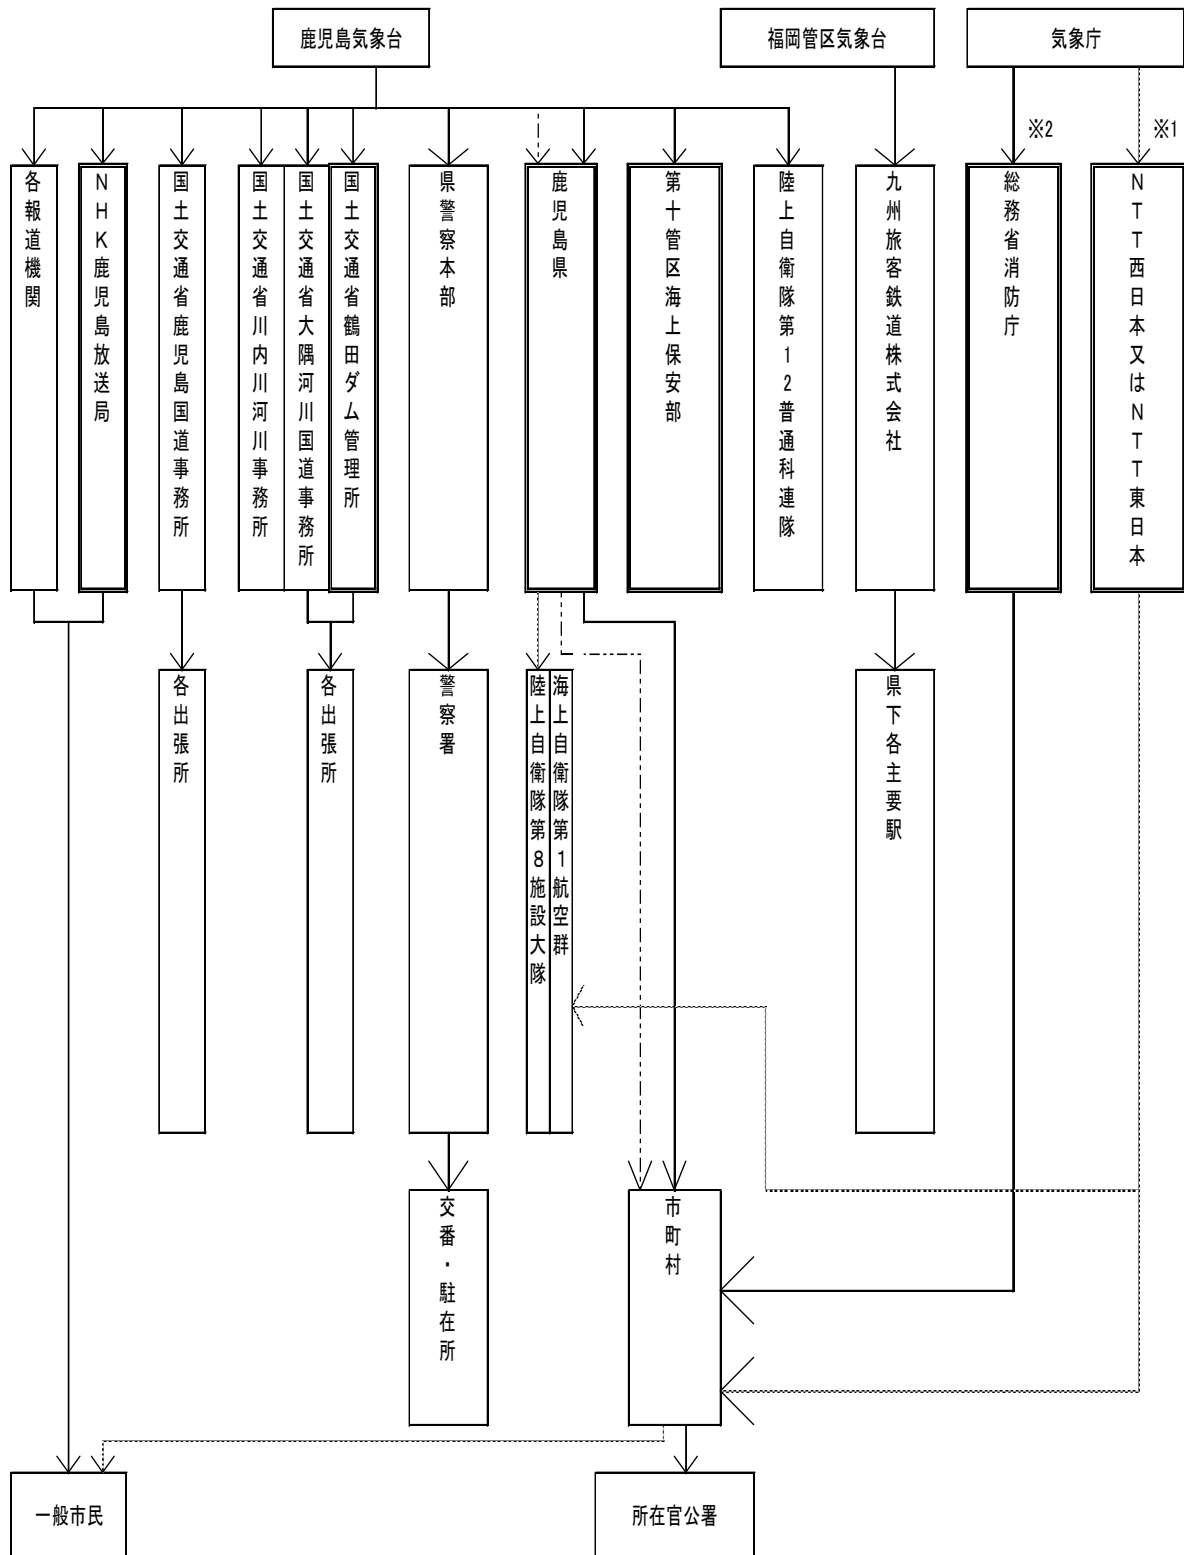 鹿児島気象台
福岡管区気象台
気象庁
※2
※1
各報道機関
NHK鹿児島放送局
国土交通省鹿児島国道事務所
国土交通省川内川河川事務所
国土交通省大隅河川国道事務所
国土交通省鶴田ダム管理所
県警察本部
鹿児島県
第十管区海上保安部
陸上自衛隊第12普通科連隊
九州旅客鉄道株式会社
総務省消防庁
NTT西日本又はNTT東日本
各出張所
各出張所
警察署
陸上自衛隊第8施設大隊
海上自衛隊第1航空群
県下各主要駅
交番・駐在所
市町村
一般市民
所在官公署